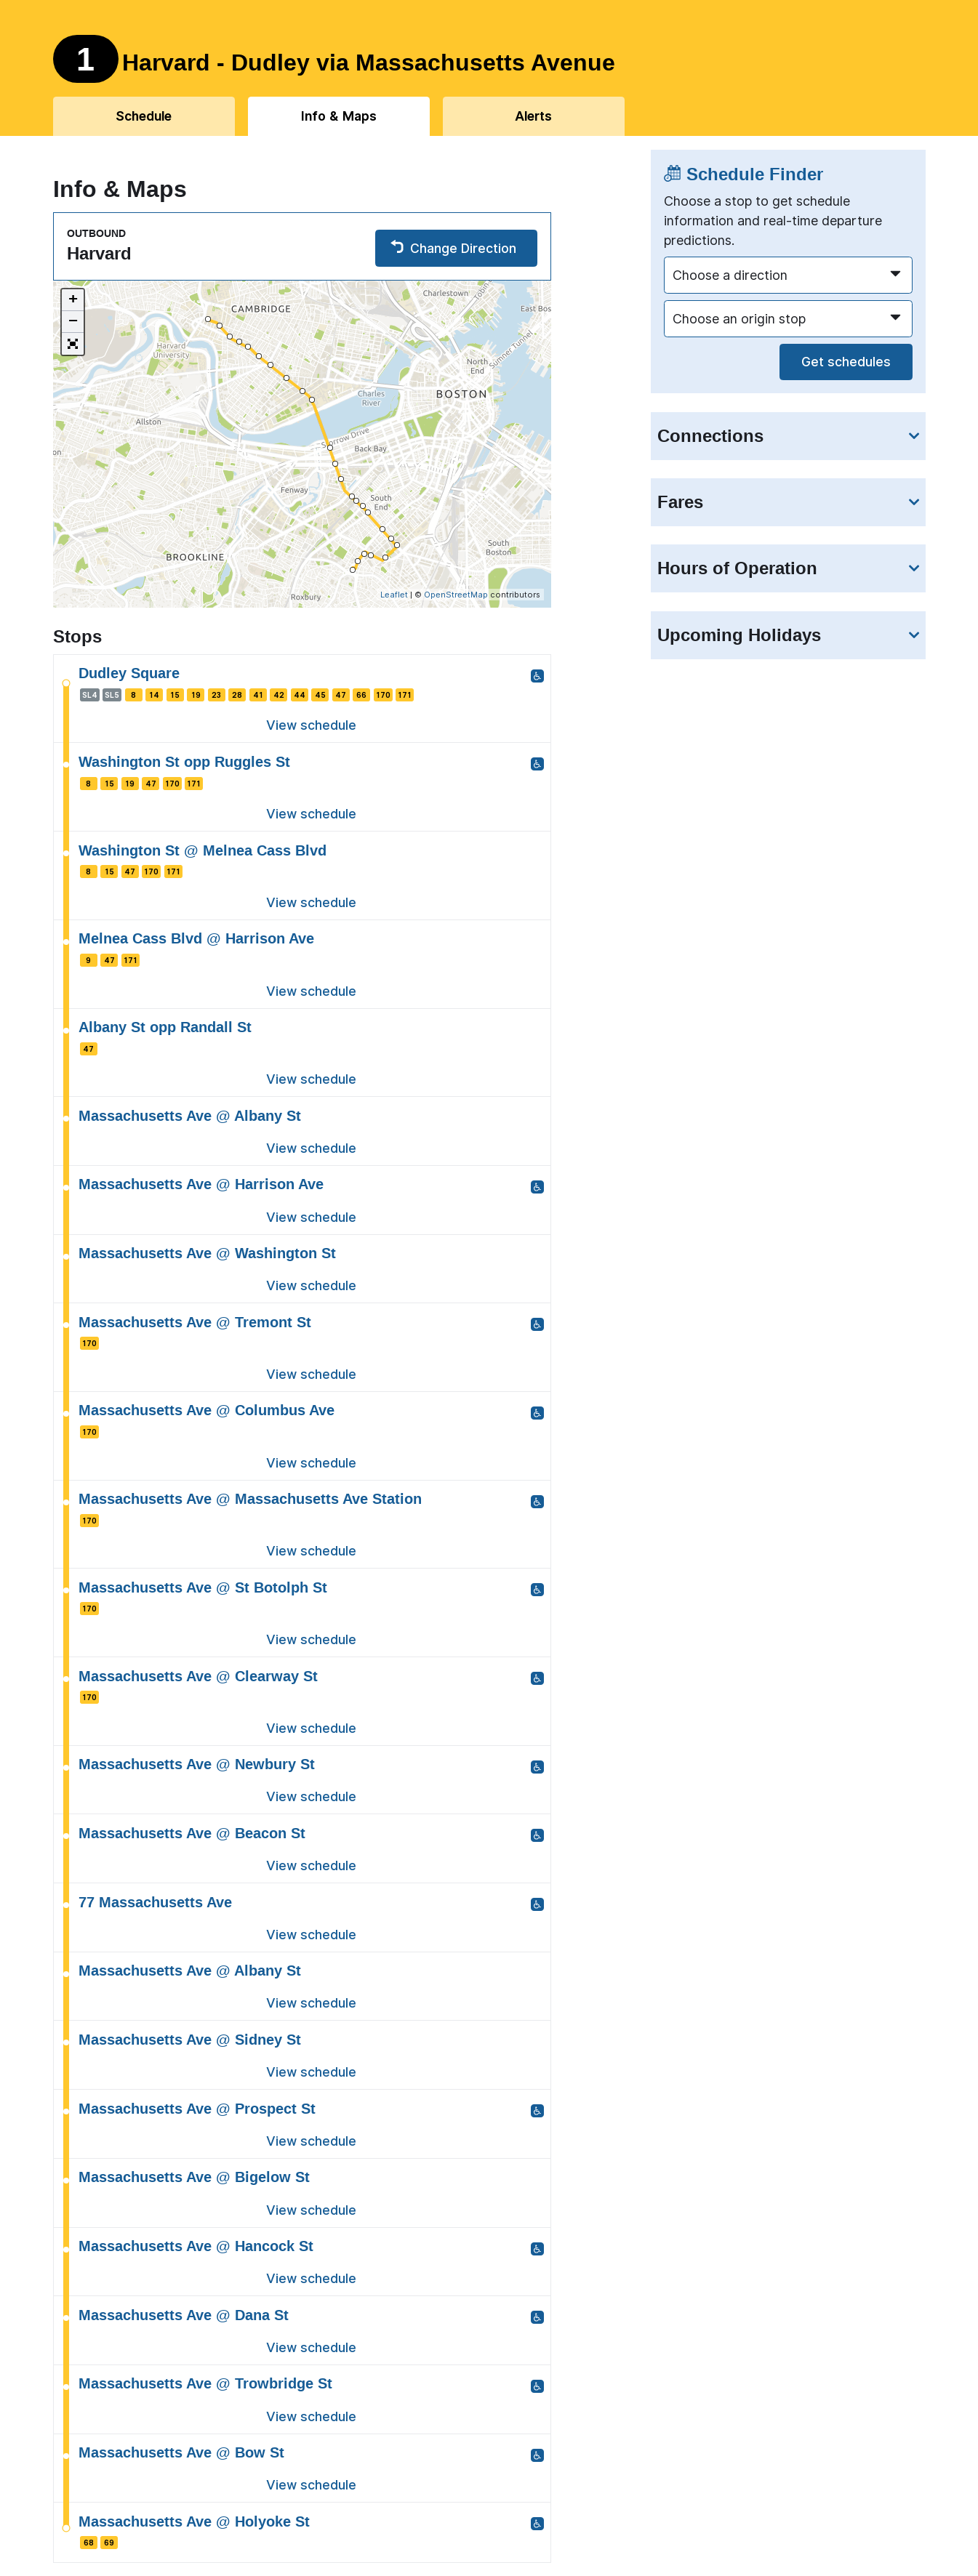 1 Harvard - Dudley via Massachusetts Avenue
Schedule
Info & Maps
Alerts
Info & Maps
OUTBOUND
Harvard
Change Direction
+
−
CAMBRIDGE
Charlestown
Harvard
University
North
End
Sumner Tunnel
East Bos
BOSTON
Charles
River
Allston
Storrow Drive
Back Bay
Fenway
South
End
South
Boston
BROOKLINE
Roxbury
Leaflet | © OpenStreetMap contributors
Schedule Finder
Choose a stop to get schedule
information and real-time departure
predictions.
Choose a direction
Choose an origin stop
Get schedules
Connections
Fares
Hours of Operation
Upcoming Holidays
Stops
Dudley Square
SL4 SL5 8 14 15 19 23 28 41 42 44 45 47 66 170 171
View schedule
Washington St opp Ruggles St
8 15 19 47 170 171
View schedule
Washington St @ Melnea Cass Blvd
8 15 47 170 171
View schedule
Melnea Cass Blvd @ Harrison Ave
9 47 171
View schedule
Albany St opp Randall St
47
View schedule
Massachusetts Ave @ Albany St
View schedule
Massachusetts Ave @ Harrison Ave
View schedule
Massachusetts Ave @ Washington St
View schedule
Massachusetts Ave @ Tremont St
170
View schedule
Massachusetts Ave @ Columbus Ave
170
View schedule
Massachusetts Ave @ Massachusetts Ave Station
170
View schedule
Massachusetts Ave @ St Botolph St
170
View schedule
Massachusetts Ave @ Clearway St
170
View schedule
Massachusetts Ave @ Newbury St
View schedule
Massachusetts Ave @ Beacon St
View schedule
77 Massachusetts Ave
View schedule
Massachusetts Ave @ Albany St
View schedule
Massachusetts Ave @ Sidney St
View schedule
Massachusetts Ave @ Prospect St
View schedule
Massachusetts Ave @ Bigelow St
View schedule
Massachusetts Ave @ Hancock St
View schedule
Massachusetts Ave @ Dana St
View schedule
Massachusetts Ave @ Trowbridge St
View schedule
Massachusetts Ave @ Bow St
View schedule
Massachusetts Ave @ Holyoke St
68 69